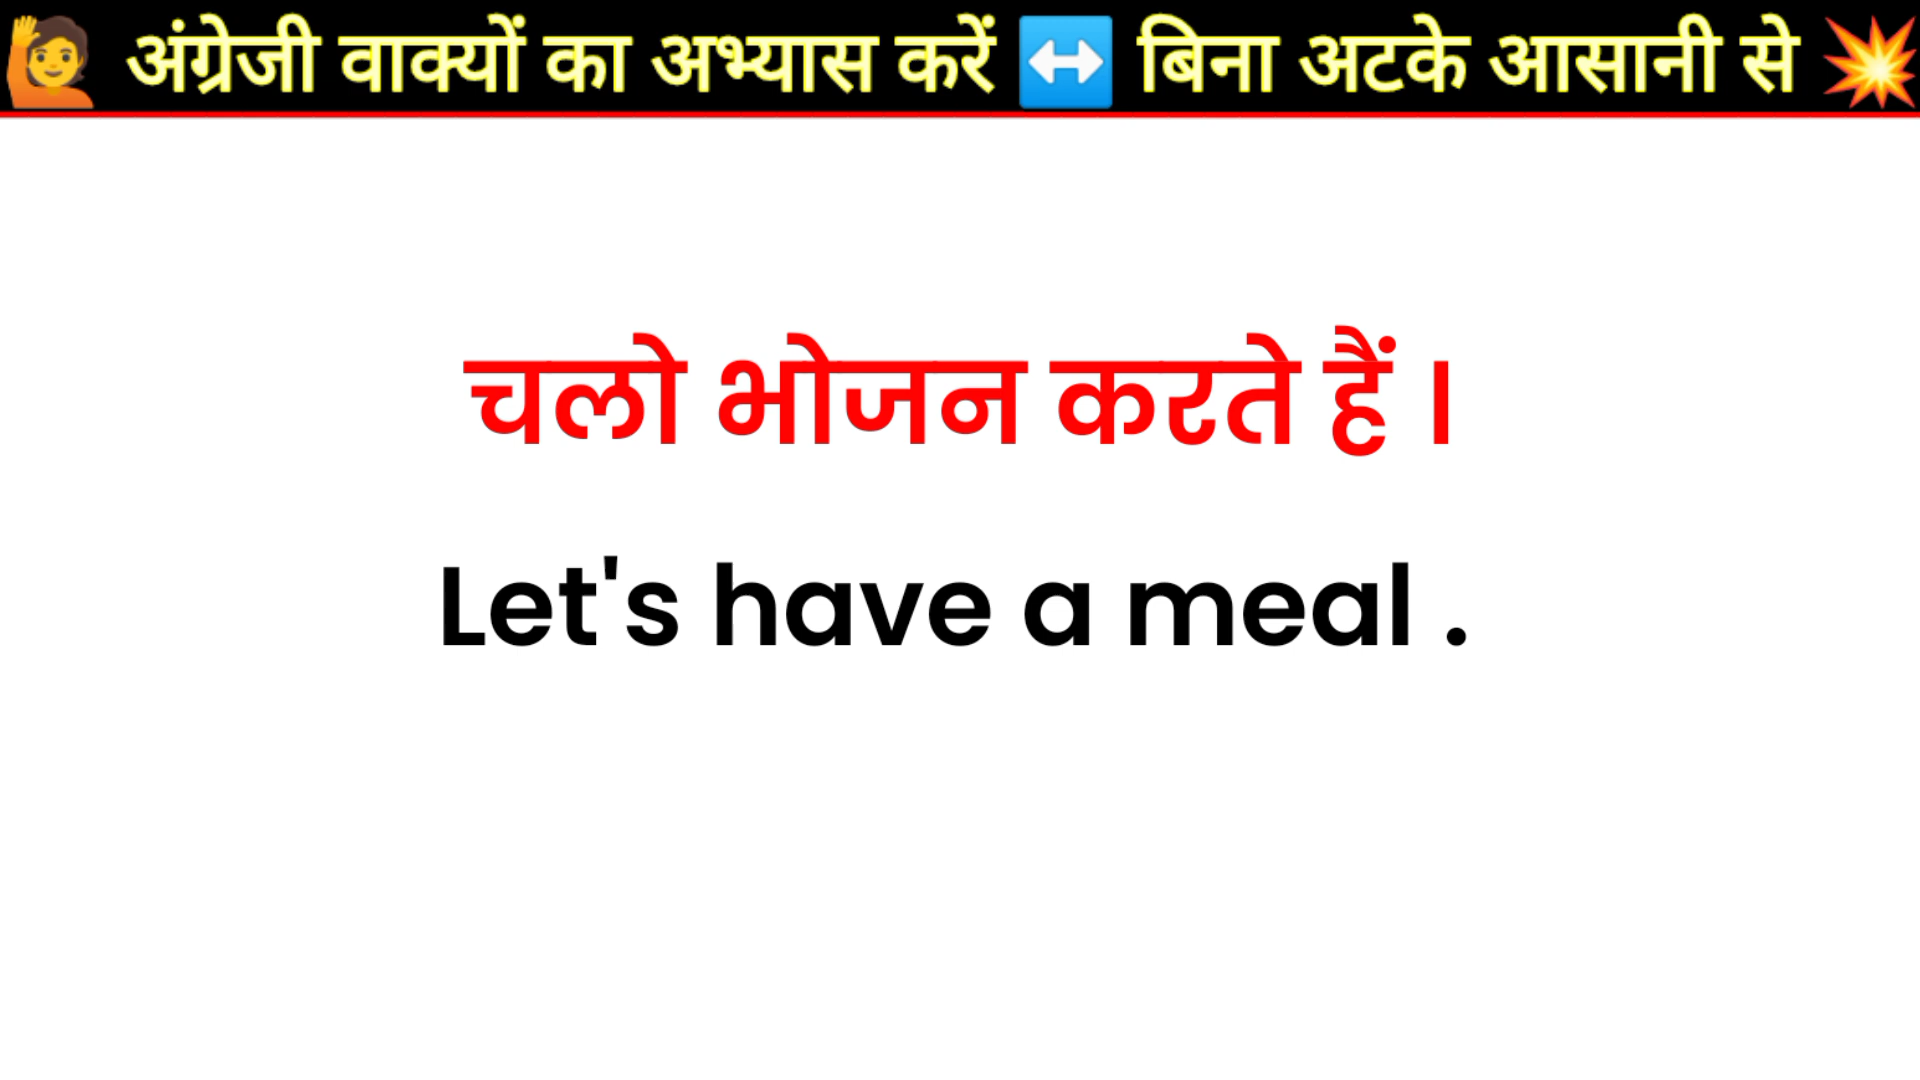 🙋 अंग्रेजी वाक्यों का अभ्यास करें ↔️ बिना अटके आसानी से 💥
चलो भोजन करते हैं ।
Let's have a meal .